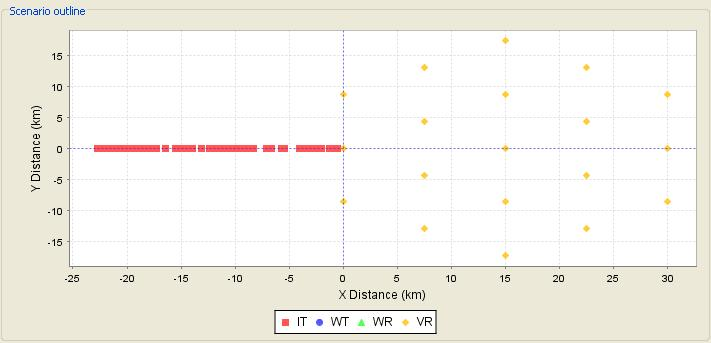 Scenario outline
15
10
5
0
-5
-10
-15
Y Distance (km)
-25 -20 -15 -10 -5 0 5 10 15 20 25 30
X Distance (km)
IT WT WR VR